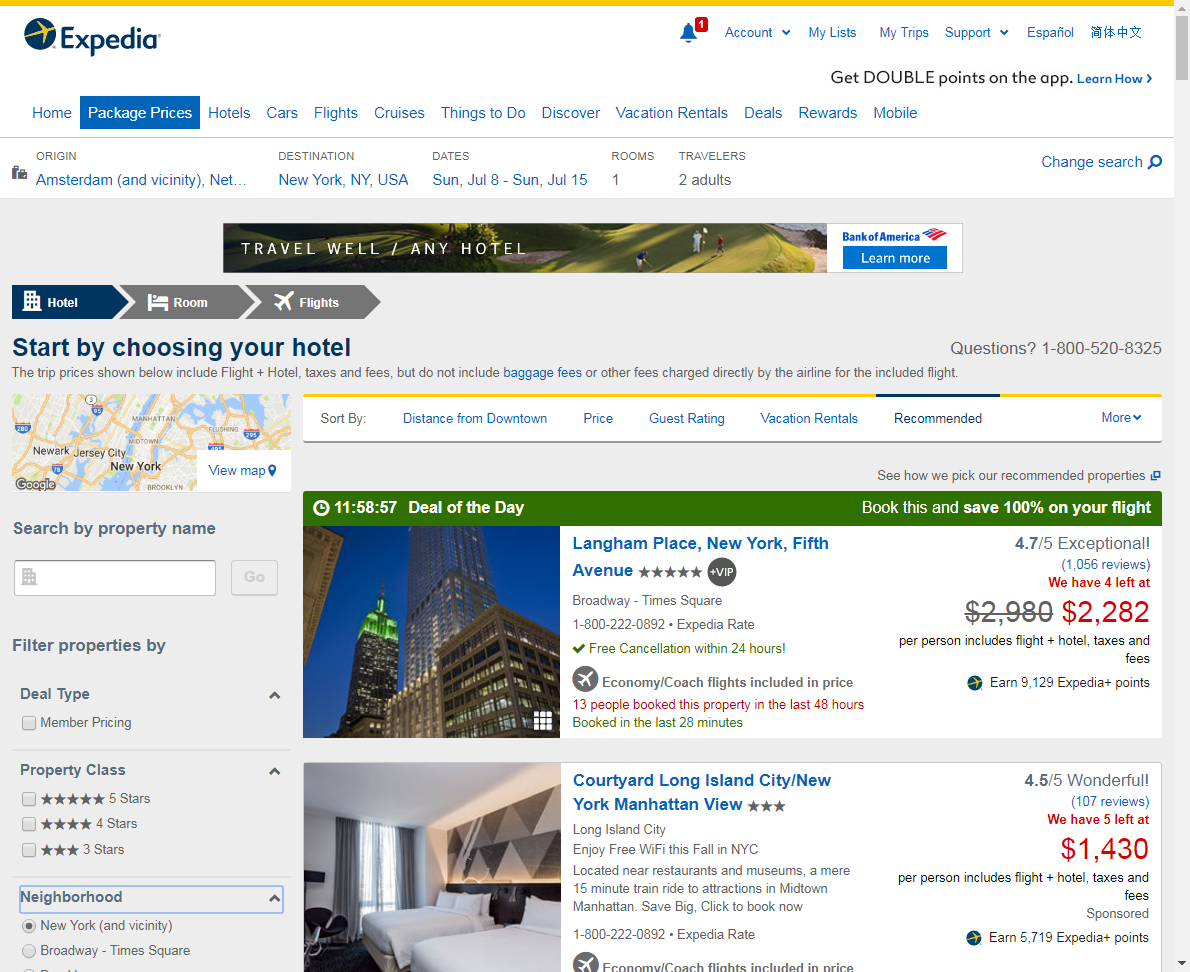 Expedia
1
Account
My Lists
My Trips
Support
Español
简体中文
Get DOUBLE points on the app. Learn How
Home
Package Prices
Hotels
Cars
Flights
Cruises
Things to Do
Discover
Vacation Rentals
Deals
Rewards
Mobile
ORIGIN
Amsterdam (and vicinity), Net...
DESTINATION
New York, NY, USA
DATES
Sun, Jul 8 - Sun, Jul 15
ROOMS
1
TRAVELERS
2 adults
Change search
TRAVEL WELL / ANY HOTEL
Bank of America
Learn more
Hotel
Room
Flights
Start by choosing your hotel
Questions? 1-800-520-8325
The trip prices shown below include Flight + Hotel, taxes and fees, but do not include baggage fees or other fees charged directly by the airline for the included flight.
3
95
MANHATTAN
280
FLUSHING
MIDTOWN
295
495
Newark
Jersey City
New York
78
BROOKLYN
Google
View map
Sort By:
Distance from Downtown
Price
Guest Rating
Vacation Rentals
Recommended
More
See how we pick our recommended properties
Search by property name
Go
Filter properties by
Deal Type
Member Pricing
Property Class
★★★★★ 5 Stars
★★★★ 4 Stars
★★★ 3 Stars
Neighborhood
New York (and vicinity)
Broadway - Times Square
11:58:57 Deal of the Day
Book this and save 100% on your flight
Langham Place, New York, Fifth
Avenue ★★★★★ +VIP
Broadway - Times Square
1-800-222-0892 • Expedia Rate
Free Cancellation within 24 hours!
Economy/Coach flights included in price
13 people booked this property in the last 48 hours
Booked in the last 28 minutes
4.7/5 Exceptional!
(1,056 reviews)
We have 4 left at
$2,980 $2,282
per person includes flight + hotel, taxes and
fees
Earn 9,129 Expedia+ points
Courtyard Long Island City/New
York Manhattan View ★★★
Long Island City
Enjoy Free WiFi this Fall in NYC
Located near restaurants and museums, a mere
15 minute train ride to attractions in Midtown
Manhattan. Save Big, Click to book now
1-800-222-0892 • Expedia Rate
Economy/Coach flights included in price
4.5/5 Wonderful!
(107 reviews)
We have 5 left at
$1,430
per person includes flight + hotel, taxes and
fees
Sponsored
Earn 5,719 Expedia+ points